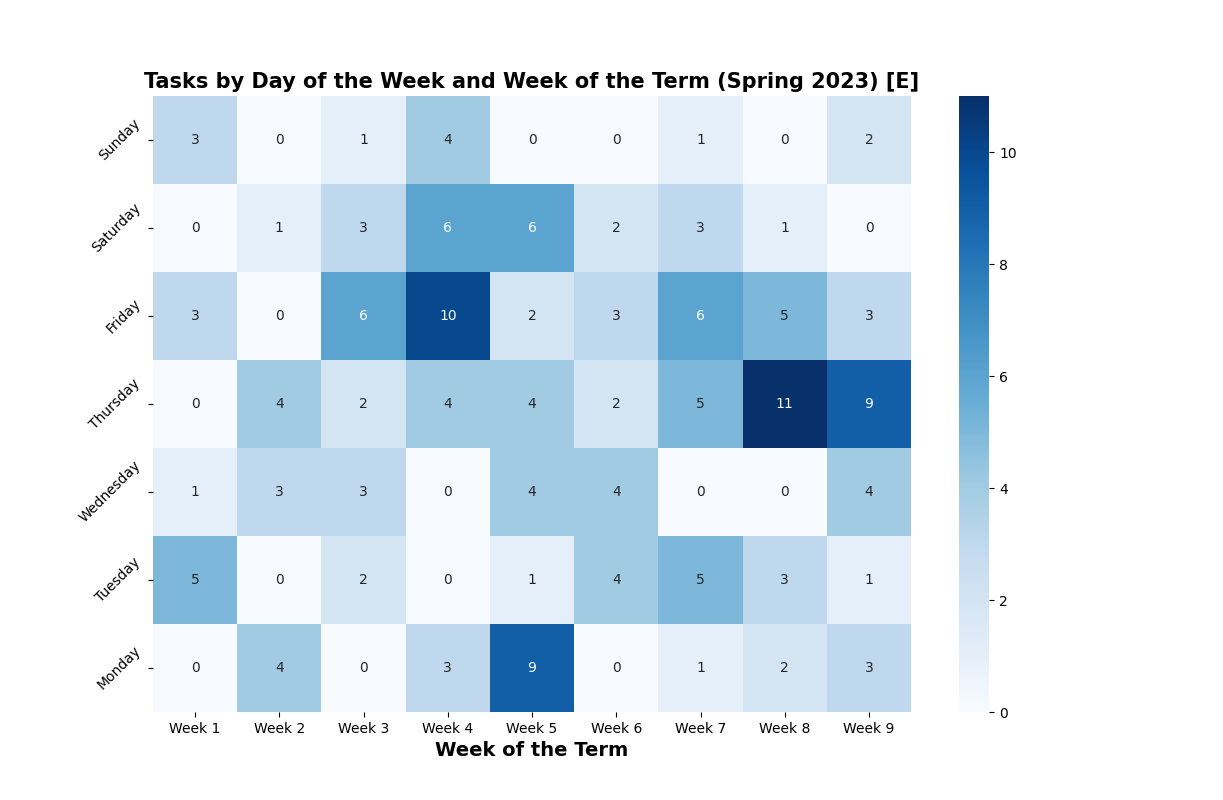 Tasks by Day of the Week and Week of the Term (Spring 2023) [E]
Sunday 3 0 1 4 0 0 1 0 2
Saturday 0 1 3 6 6 2 3 1 0
Friday 3 0 6 10 2 3 6 5 3
Thursday 0 4 2 4 4 2 5 11 9
Wednesday 1 3 3 0 4 4 0 0 4
Tuesday 5 0 2 0 1 4 5 3 1
Monday 0 4 0 3 9 0 1 2 3
Week 1 Week 2 Week 3 Week 4 Week 5 Week 6 Week 7 Week 8 Week 9
Week of the Term
10
8
6
4
2
0